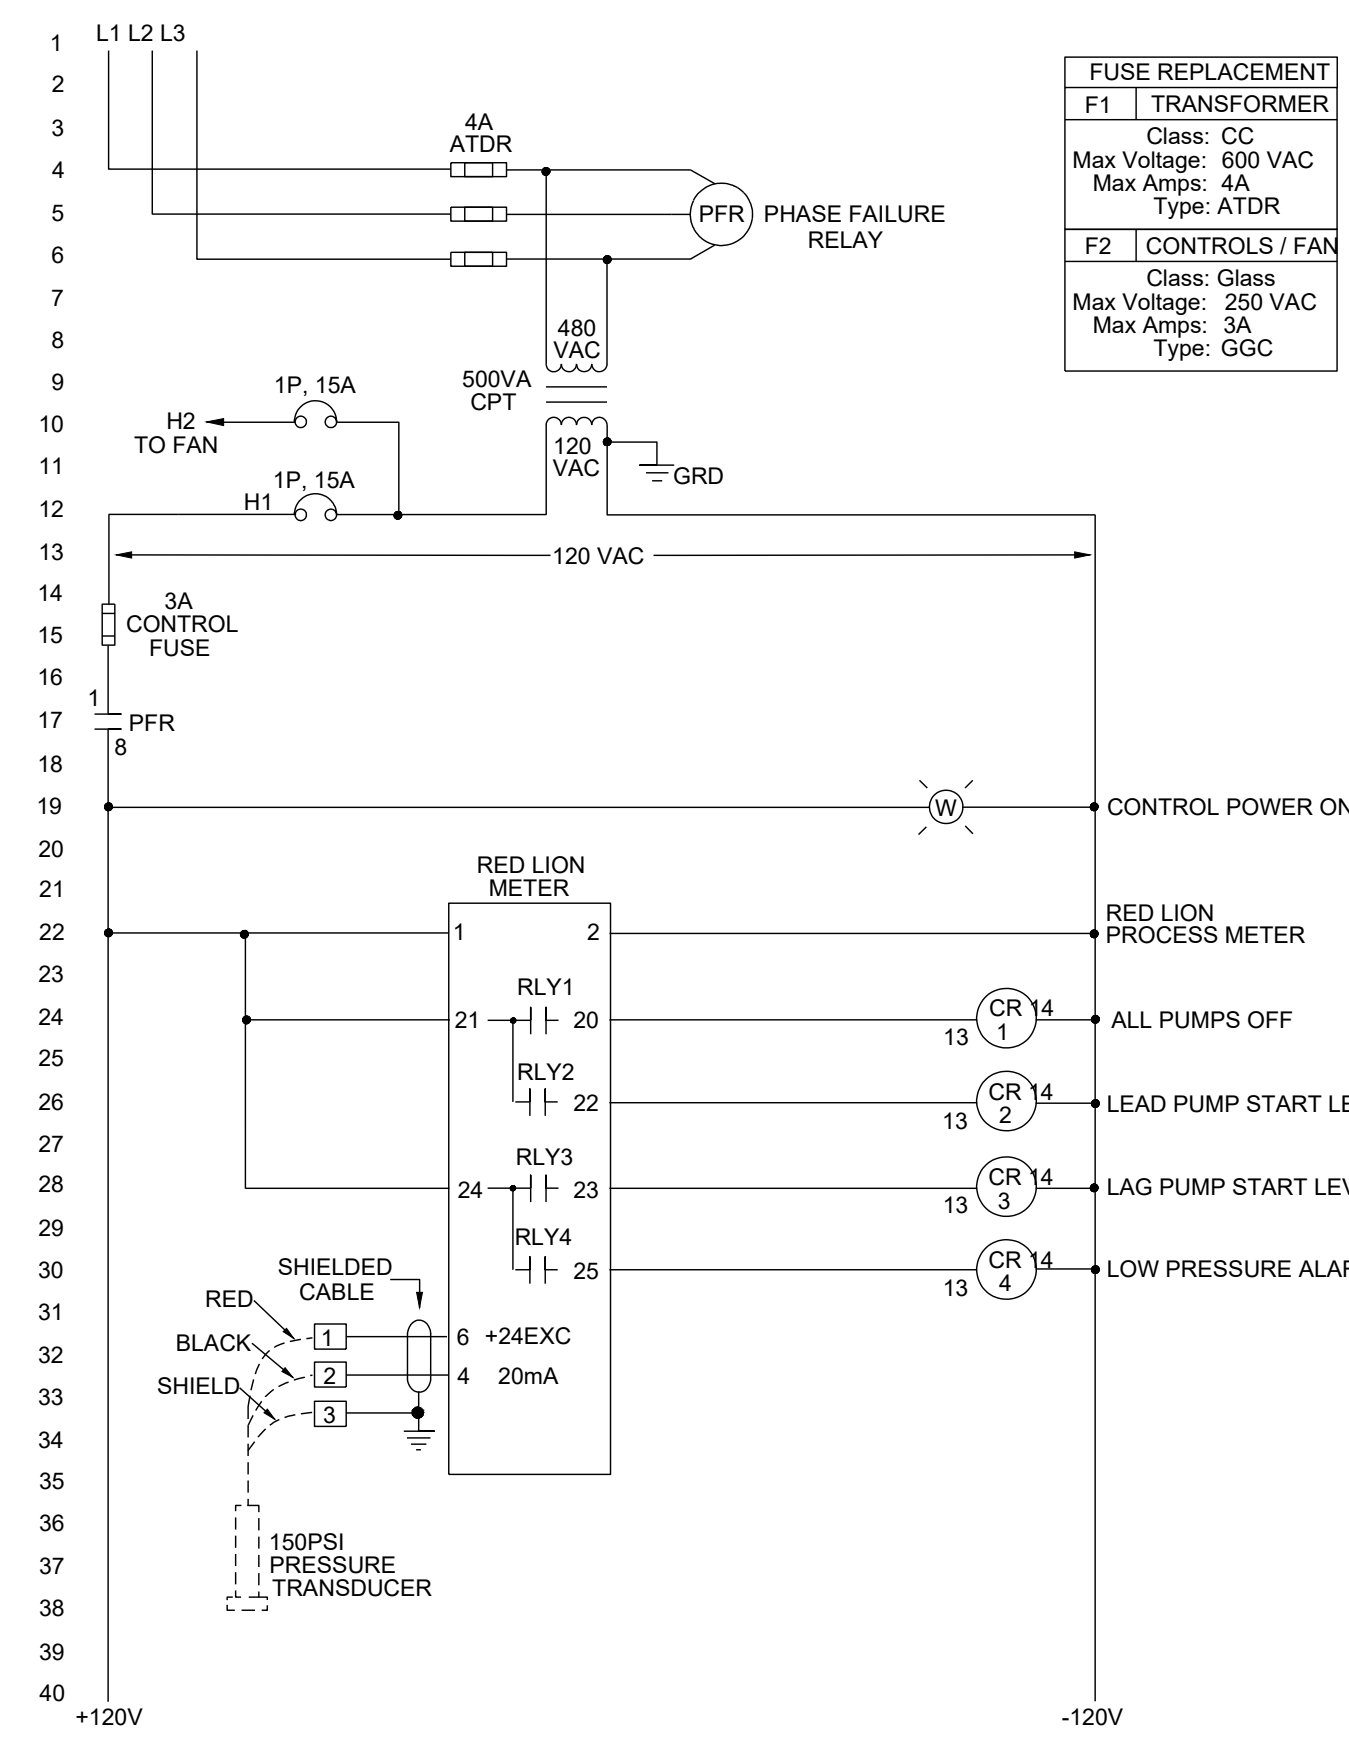 L1 L2 L3
1
2
FUSE REPLACEMENT
F1 TRANSFORMER
3
4A
ATDR
Class: CC
4
Max Voltage: 600 VAC
Max Amps: 4A
Type: ATDR
5
PFR
PHASE FAILURE
RELAY
6
F2 CONTROLS / FAN
Class: Glass
7
Max Voltage: 250 VAC
Max Amps: 3A
Type: GGC
8
480
VAC
9
500VA
CPT
1P, 15A
10
H2
TO FAN
120
VAC
11
GRD
1P, 15A
12
H1
13
120 VAC
14
3A
CONTROL
FUSE
15
16
1
17
PFR
8
18
19
W
CONTROL POWER ON
20
RED LION
METER
21
22
1
2
RED LION
PROCESS METER
23
RLY1
24
21
20
CR
1
14
13
ALL PUMPS OFF
25
RLY2
26
22
CR
2
14
13
LEAD PUMP START
27
RLY3
28
24
23
CR
3
14
13
LAG PUMP START
29
RLY4
30
25
CR
4
14
13
LOW PRESSURE
SHIELDED
CABLE
31
RED
1
6 +24EXC
32
BLACK
2
4 20mA
33
SHIELD
3
34
35
36
150PSI
PRESSURE
TRANSDUCER
37
38
39
40
+120V
-120V